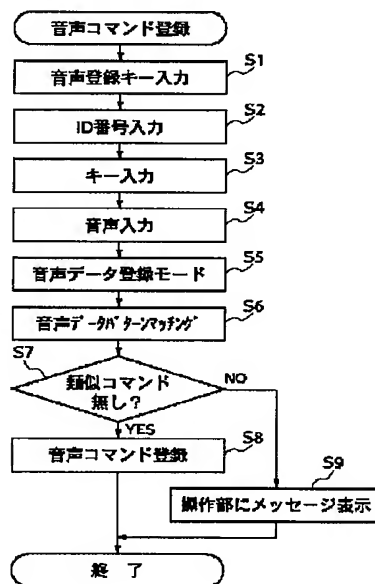 音声コマンド登録
S1
音声登録キー入力
S2
ID番号入力
S3
キー入力
S4
音声入力
S5
音声データ登録モード
S6
音声データパターンマッチング
S7
類似コマンド
無し?
NO
YES
S8
音声コマンド登録
S9
操作部にメッセージ表示
終 了